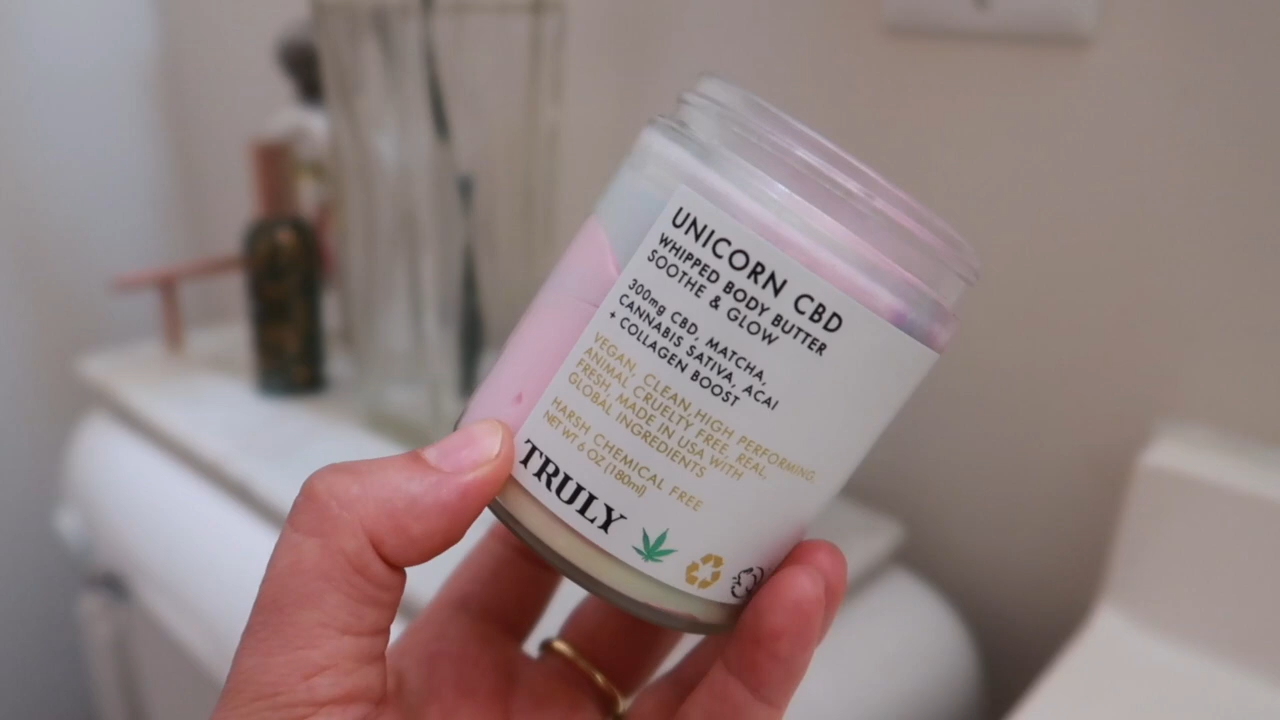 UNICORN CBD
WHIPPED BODY BUTTER
SOOTHE & GLOW
300mg CBD, MATCHA,
CANNABIS SATIVA, ACAI
+ COLLAGEN BOOST
VEGAN, CLEAN, HIGH PERFORMING,
ANIMAL CRUELTY FREE, REAL,
FRESH, MADE IN USA WITH
GLOBAL INGREDIENTS
HARSH CHEMICAL FREE
NET WT 6 OZ (180ml)
TRULY